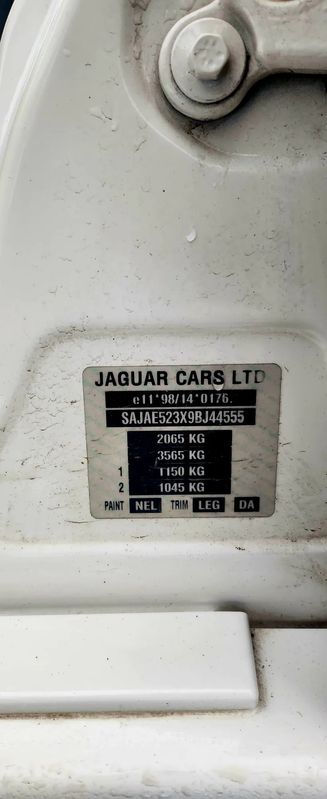 JAGUAR CARS LTD
e11*98/14*0176.
SAJAE523X9BJ44555
2065 KG
3565 KG
1 1150 KG
2 1045 KG
PAINT NEL TRIM LEG DA